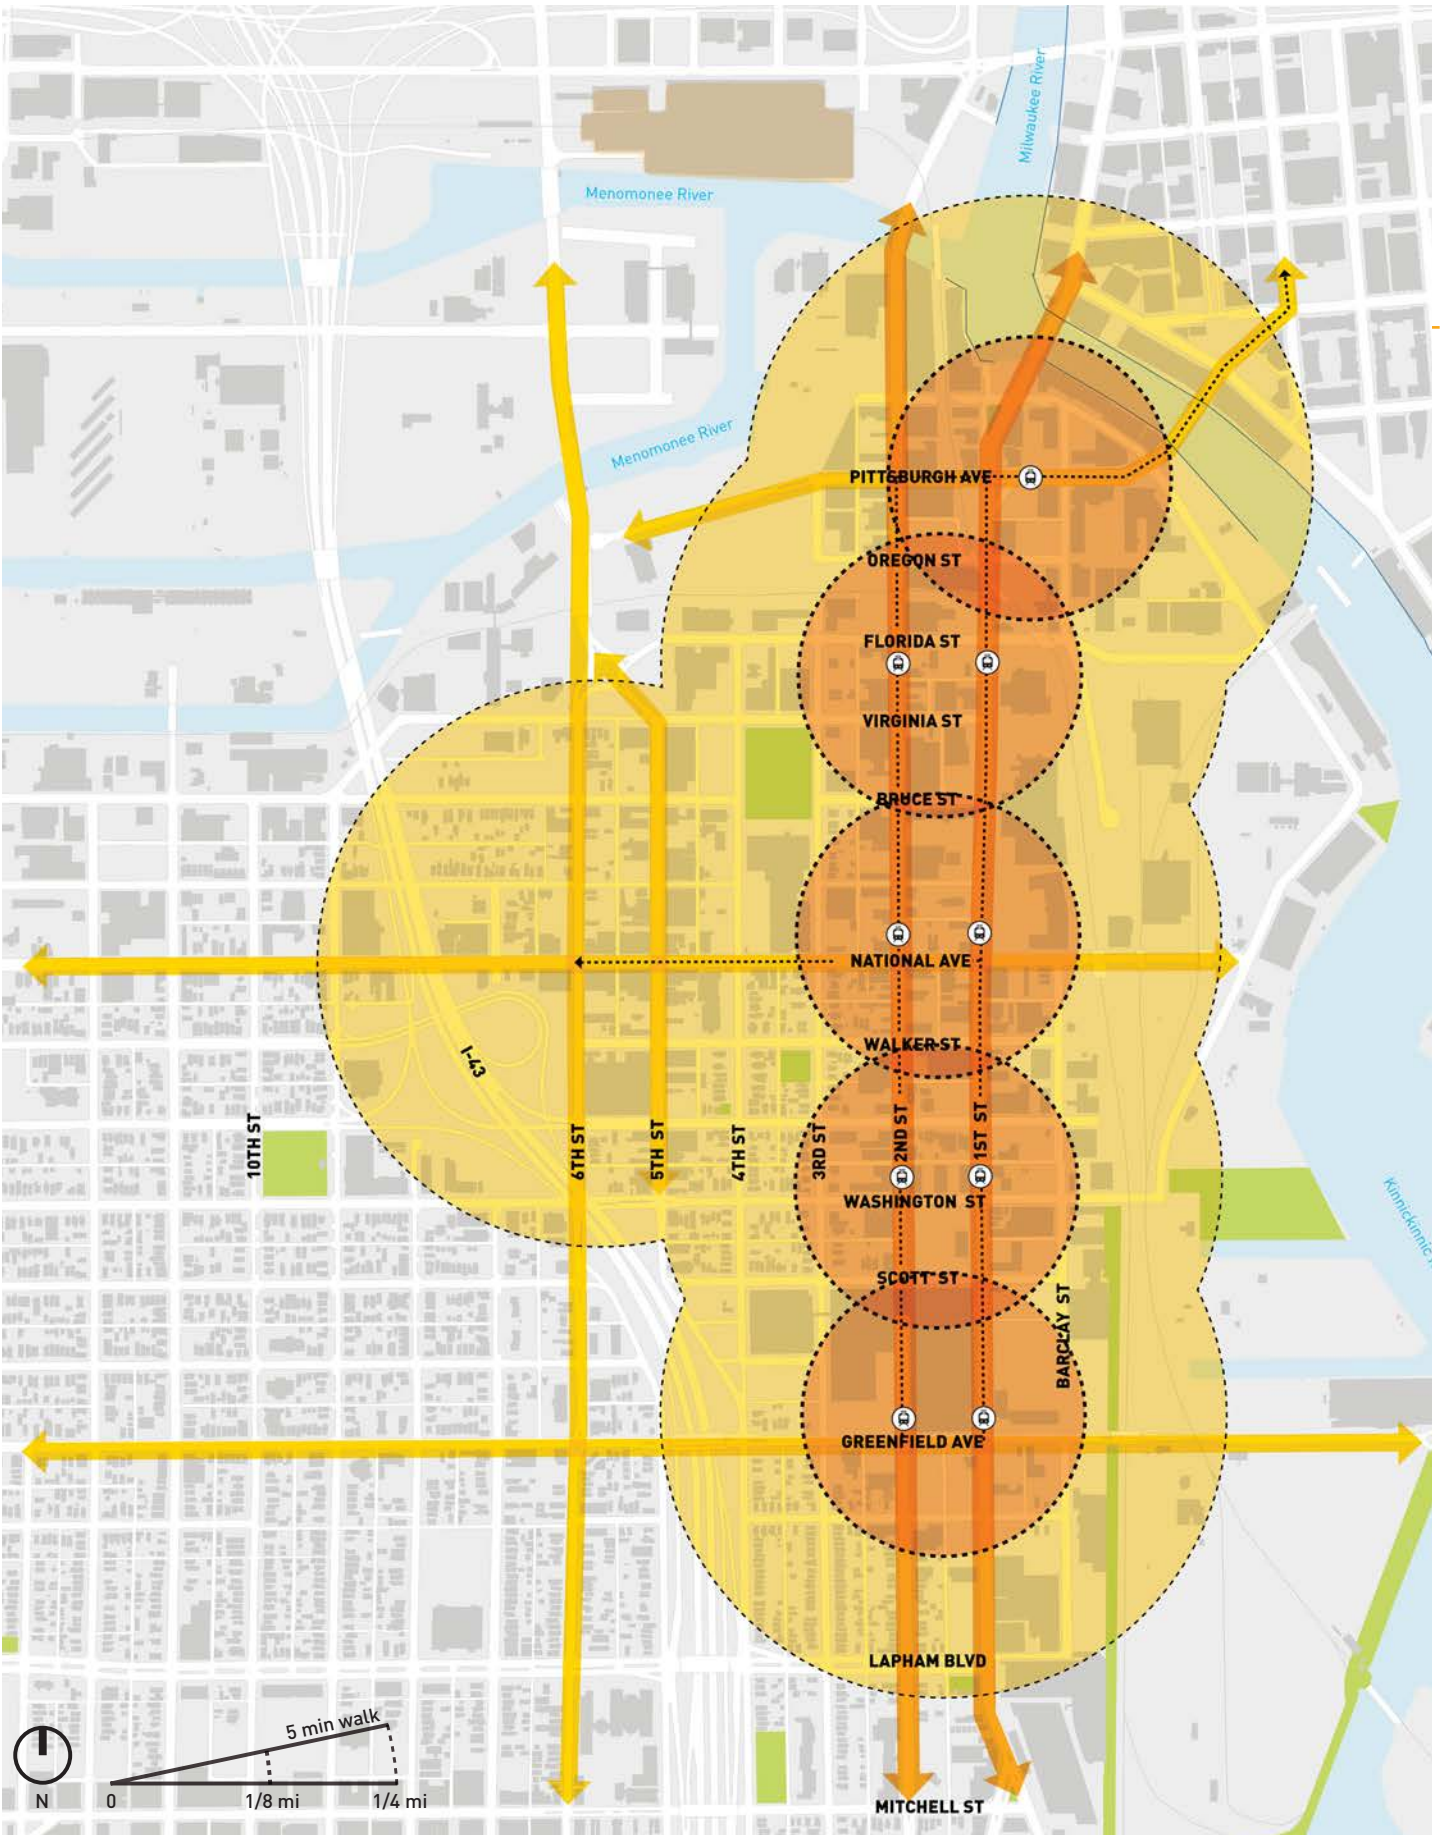 Milwaukee River
Menomonee River
Menomonee River
PITTSBURGH AVE
OREGON ST
FLORIDA ST
VIRGINIA ST
BRUCE ST
NATIONAL AVE
WALKER ST
I-43
10TH ST
6TH ST
5TH ST
4TH ST
3RD ST
2ND ST
1ST ST
WASHINGTON ST
Kinnickinnic
SCOTT ST
BARCLAY ST
GREENFIELD AVE
LAPHAM BLVD
5 min walk
N
0
1/8 mi
1/4 mi
MITCHELL ST